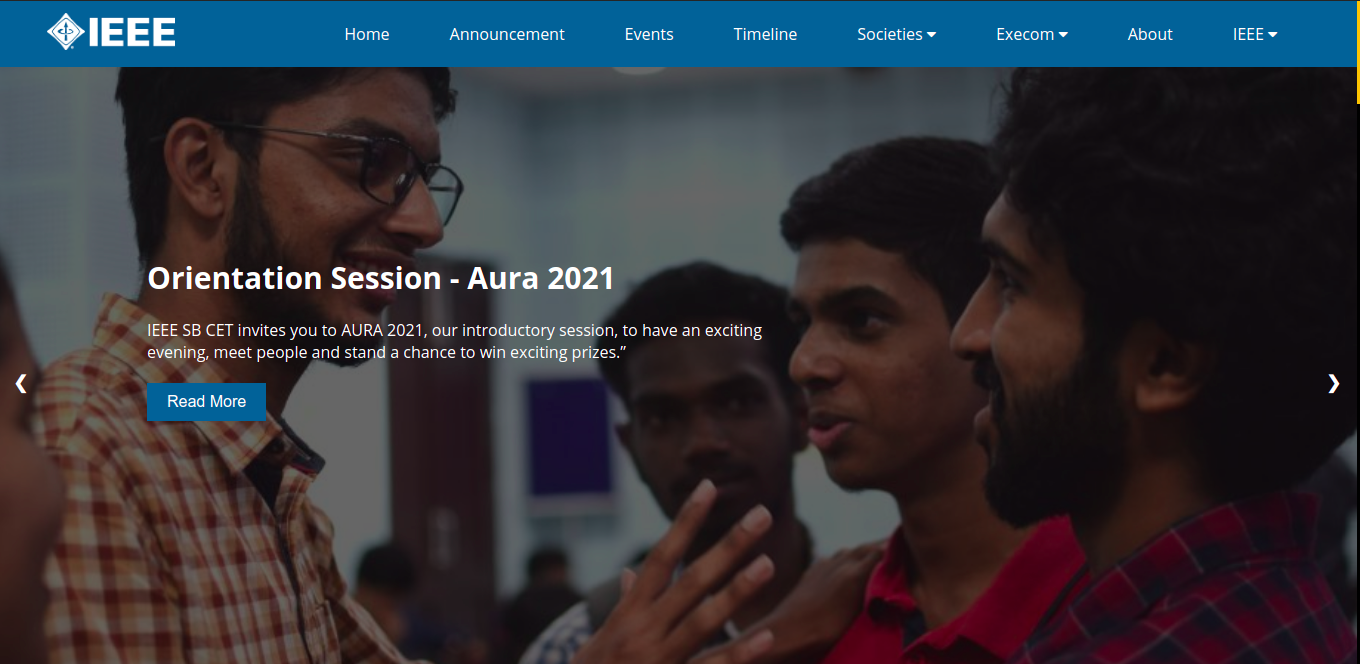 IEEE
Home Announcement Events Timeline Societies Execom About IEEE
Orientation Session - Aura 2021
IEEE SB CET invites you to AURA 2021, our introductory session, to have an exciting
evening, meet people and stand a chance to win exciting prizes.”
Read More